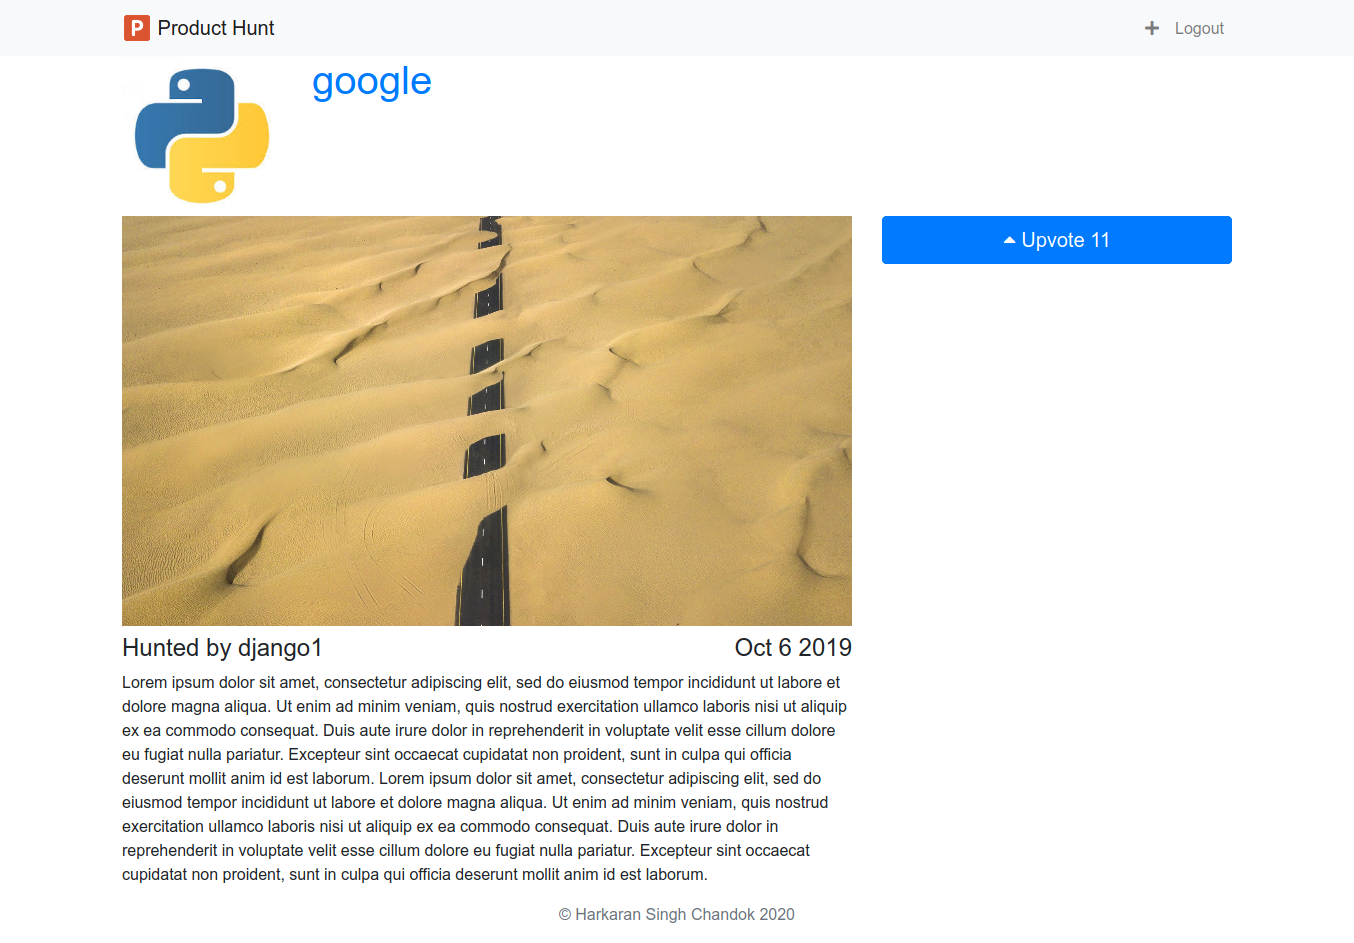 P Product Hunt
Logout
google
Upvote 11
Hunted by django1
Oct 6 2019
Lorem ipsum dolor sit amet, consectetur adipiscing elit, sed do eiusmod tempor incididunt ut labore et
dolore magna aliqua. Ut enim ad minim veniam, quis nostrud exercitation ullamco laboris nisi ut aliquip
ex ea commodo consequat. Duis aute irure dolor in reprehenderit in voluptate velit esse cillum dolore
eu fugiat nulla pariatur. Excepteur sint occaecat cupidatat non proident, sunt in culpa qui officia
deserunt mollit anim id est laborum. Lorem ipsum dolor sit amet, consectetur adipiscing elit, sed do
eiusmod tempor incididunt ut labore et dolore magna aliqua. Ut enim ad minim veniam, quis nostrud
exercitation ullamco laboris nisi ut aliquip ex ea commodo consequat. Duis aute irure dolor in
reprehenderit in voluptate velit esse cillum dolore eu fugiat nulla pariatur. Excepteur sint occaecat
cupidatat non proident, sunt in culpa qui officia deserunt mollit anim id est laborum.
© Harkaran Singh Chandok 2020